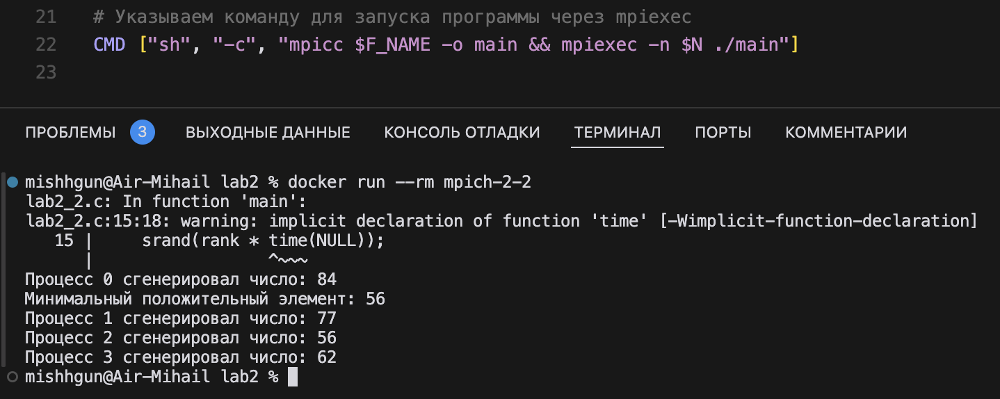 21 # Указываем команду для запуска программы через mpiexec
22 CMD ["sh", "-c", "mpicc $F_NAME -o main && mpiexec -n $N ./main"]
23
ПРОБЛЕМЫ 3 ВЫХОДНЫЕ ДАННЫЕ КОНСОЛЬ ОТЛАДКИ ТЕРМИНАЛ ПОРТЫ КОММЕНТАРИИ
mishhgun@Air-Mihail lab2 % docker run --rm mpich-2-2
lab2_2.c: In function 'main':
lab2_2.c:15:18: warning: implicit declaration of function 'time' [-Wimplicit-function-declaration]
   15 |     srand(rank * time(NULL));
      |                  ^~~~
Процесс 0 сгенерировал число: 84
Минимальный положительный элемент: 56
Процесс 1 сгенерировал число: 77
Процесс 2 сгенерировал число: 56
Процесс 3 сгенерировал число: 62
mishhgun@Air-Mihail lab2 %